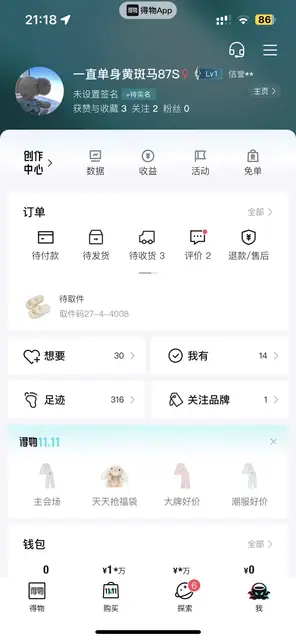 21:18
得物 得物App
86
一直单身黄斑马87S Lv1 信誉**
未设置签名 +待实名
主页 >
获赞与收藏 3 关注 2 粉丝 0
创作中心 >
数据 收益 活动 免单
订单 全部 >
待付款 待发货 待收货 3 评价 2 退款/售后
待取件
取件码27-4-4008
想要 30 >
我有 14 >
足迹 316 >
关注品牌 1 >
得物11.11 ×
主会场 天天抢福袋 大牌好价 潮服好价
钱包 全部 >
0 ¥1*万 ¥*万 ¥0
得物 11.11 6
得物 购买 探索 我